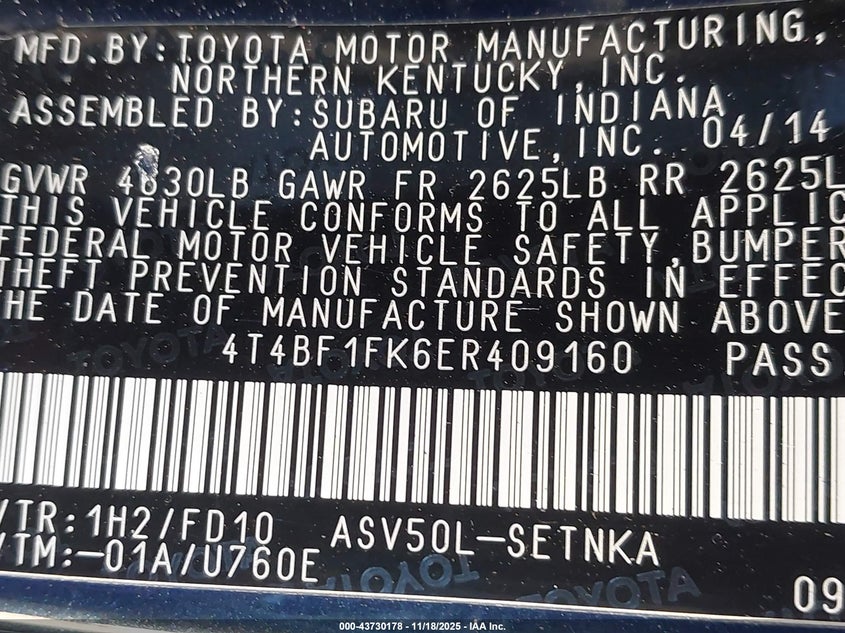 MFD.BY:TOYOTA MOTOR MANUFACTURING,
NORTHERN KENTUCKY,INC.
ASSEMBLED BY:SUBARU OF INDIANA
AUTOMOTIVE,INC. 04/14
GVWR 4630LB GAWR FR 2625LB RR 2625L
THIS VEHICLE CONFORMS TO ALL APPLIC
FEDERAL MOTOR VEHICLE SAFETY,BUMPER
THEFT PREVENTION STANDARDS IN EFFEC
THE DATE OF MANUFACTURE SHOWN ABOVE
4T4BF1FK6ER409160 PASS
/TR:1H2/FD10 ASV50L-SETNKA
/TM:-01A/U760E
09
000-43730178 - 11/18/2025 - IAA Inc.